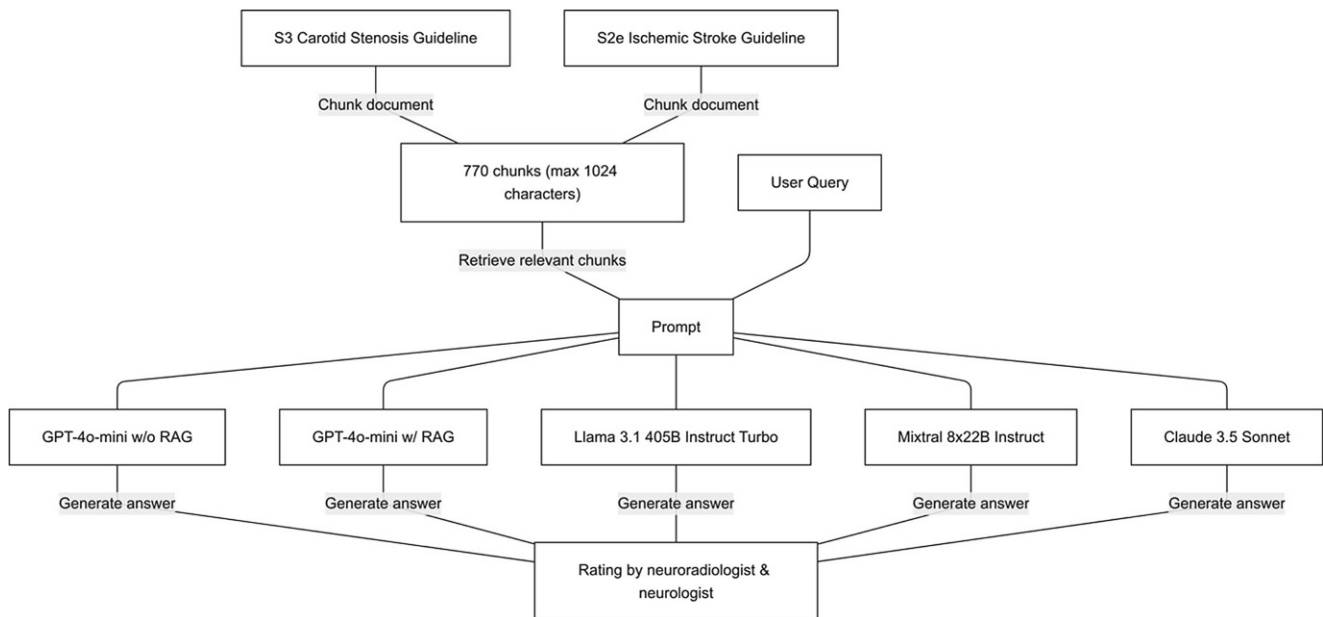 S3 Carotid Stenosis Guideline
S2e Ischemic Stroke Guideline
Chunk document
Chunk document
770 chunks (max 1024
characters)
User Query
Retrieve relevant chunks
Prompt
GPT-4o-mini w/o RAG
GPT-4o-mini w/ RAG
Llama 3.1 405B Instruct Turbo
Mixtral 8x22B Instruct
Claude 3.5 Sonnet
Generate answer
Generate answer
Generate answer
Generate answer
Generate answer
Rating by neuroradiologist &
neurologist